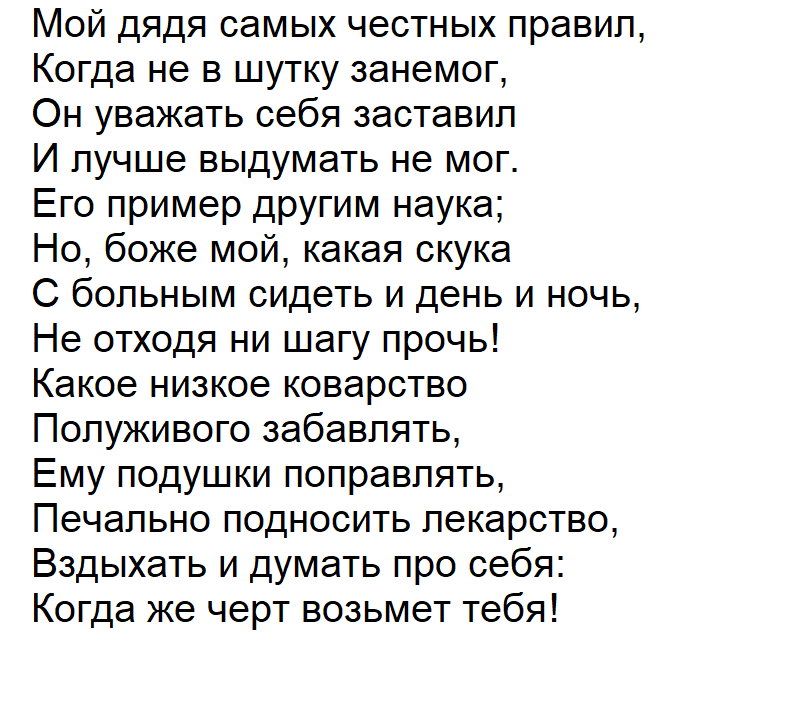 Мой дядя самых честных правил,
Когда не в шутку занемог,
Он уважать себя заставил
И лучше выдумать не мог.
Его пример другим наука;
Но, боже мой, какая скука
С больным сидеть и день и ночь,
Не отходя ни шагу прочь!
Какое низкое коварство
Полуживого забавлять,
Ему подушки поправлять,
Печально подносить лекарство,
Вздыхать и думать про себя:
Когда же черт возьмет тебя!